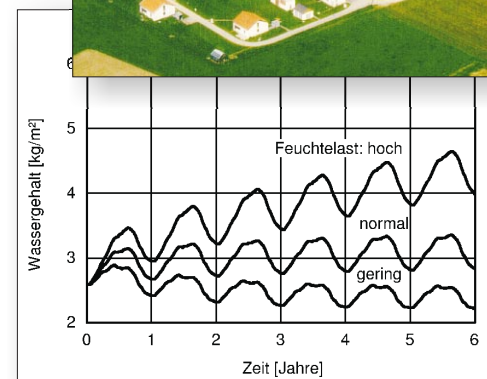 6
5
4
3
2
Wassergehalt [kg/m²]
Feuchtelast: hoch
normal
gering
0 1 2 3 4 5 6
Zeit [Jahre]